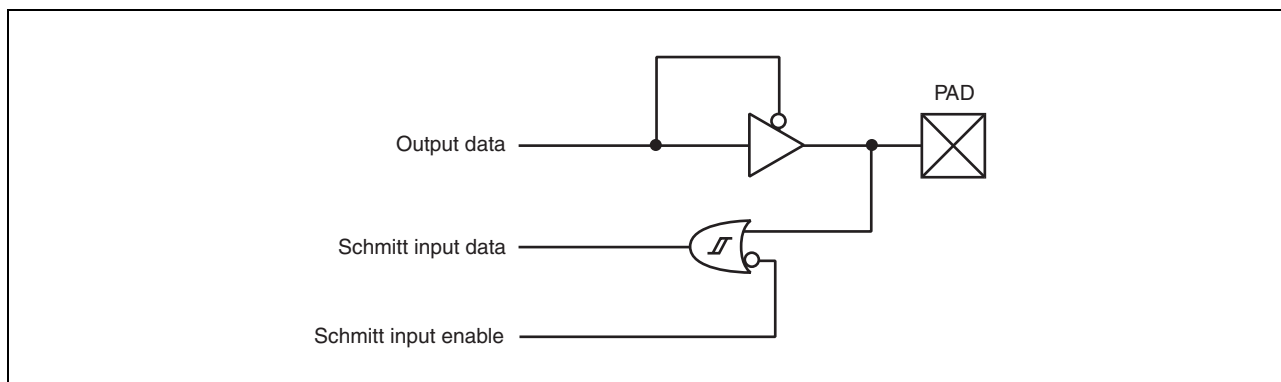 PAD
Output data
Schmitt input data
Schmitt input enable